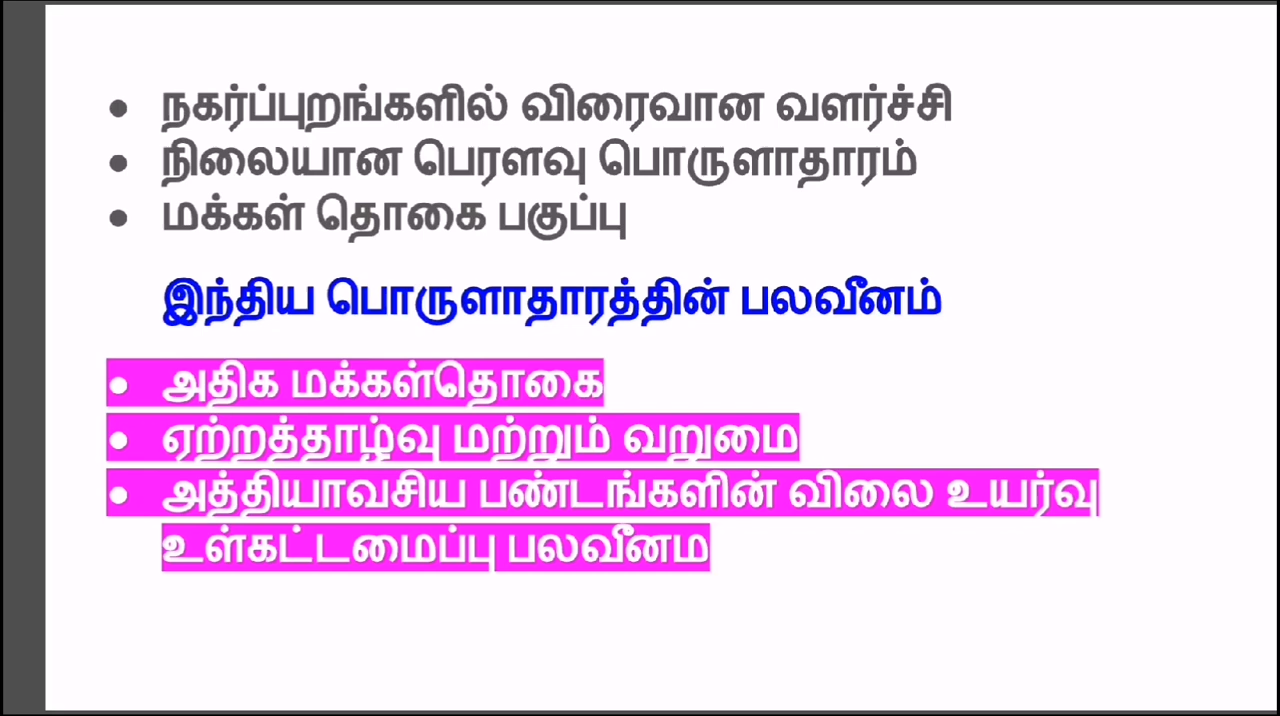 ● நகர்ப்புறங்களில் விரைவான வளர்ச்சி
● நிலையான பெரளவு பொருளாதாரம்
● மக்கள் தொகை பகுப்பு
இந்திய பொருளாதாரத்தின் பலவீனம்
● அதிக மக்கள்தொகை
● ஏற்றத்தாழ்வு மற்றும் வறுமை
● அத்தியாவசிய பண்டங்களின் விலை உயர்வு
உள்கட்டமைப்பு பலவீனம